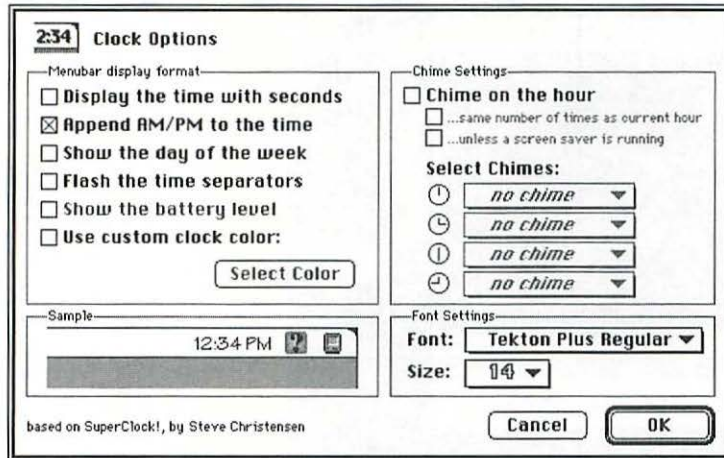 2:34 Clock Options
Menubar display format
Display the time with seconds
Append AM/PM to the time
Show the day of the week
Flash the time separators
Show the battery level
Use custom clock color:
Select Color
Chime Settings
Chime on the hour
...same number of times as current hour
...unless a screen saver is running
Select Chimes:
no chime
no chime
no chime
no chime
Sample
12:34 PM ?
Font Settings
Font: Tekton Plus Regular
Size: 14
based on SuperClock!, by Steve Christensen
Cancel OK